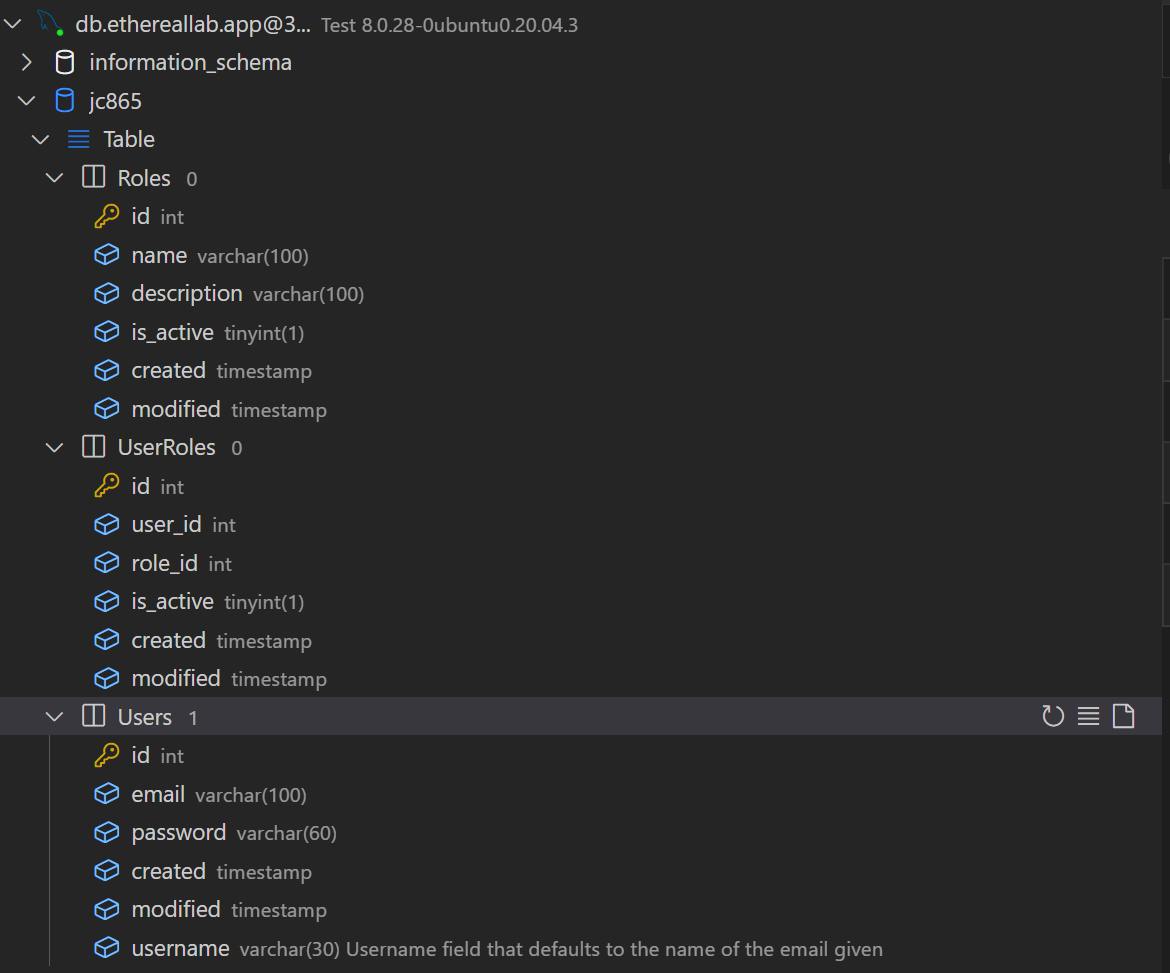 db.ethereallab.app@3... Test 8.0.28-0ubuntu0.20.04.3
information_schema
jc865
Table
Roles 0
id int
name varchar(100)
description varchar(100)
is_active tinyint(1)
created timestamp
modified timestamp
UserRoles 0
id int
user_id int
role_id int
is_active tinyint(1)
created timestamp
modified timestamp
Users 1
id int
email varchar(100)
password varchar(60)
created timestamp
modified timestamp
username varchar(30) Username field that defaults to the name of the email given